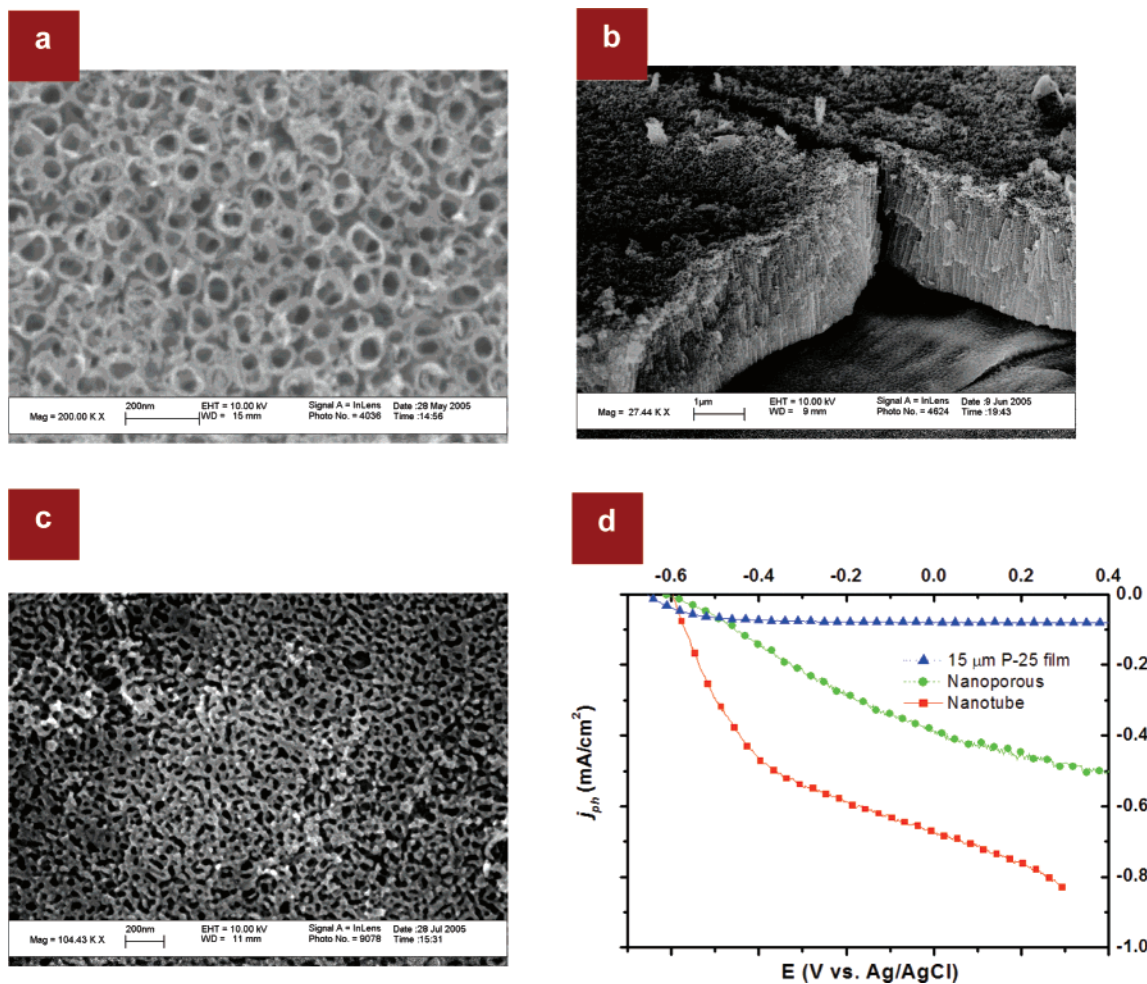 a
Mag = 200.00 K X
200nm
EHT = 10.00 kV
WD = 15 mm
Signal A = InLens
Photo No. = 4036
Date :28 May 2005
Time :14:56
b
Mag = 27.44 K X
1µm
EHT = 10.00 kV
WD = 9 mm
Signal A = InLens
Photo No. = 4624
Date :9 Jun 2005
Time :19:43
c
Mag = 104.43 K X
200nm
EHT = 10.00 kV
WD = 11 mm
Signal A = InLens
Photo No. = 9078
Date :28 Jul 2005
Time :15:31
d
-0.6 -0.4 -0.2 0.0 0.2 0.4
0.0
-0.2
-0.4
-0.6
-0.8
-1.0
15 µm P-25 film
Nanoporous
Nanotube
jph (mA/cm²)
E (V vs. Ag/AgCl)